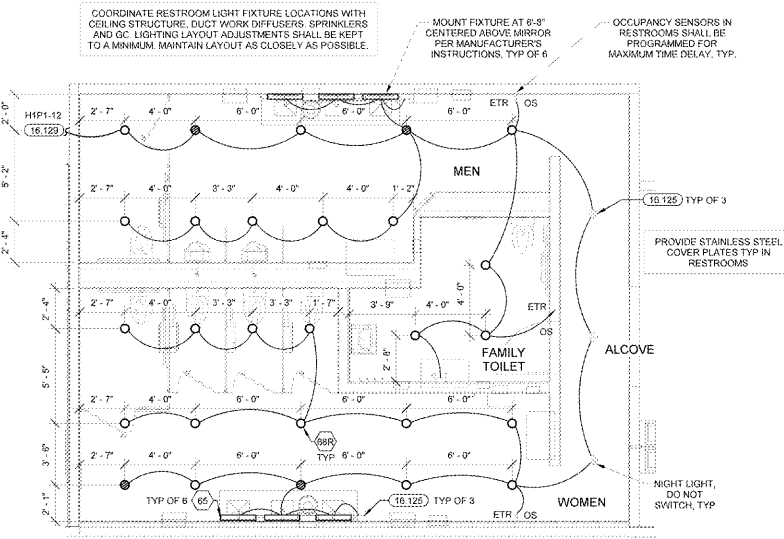 COORDINATE RESTROOM LIGHT FIXTURE LOCATIONS WITH
CEILING STRUCTURE, DUCT WORK DIFFUSERS, SPRINKLERS
AND GC. LIGHTING LAYOUT ADJUSTMENTS SHALL BE KEPT
TO A MINIMUM. MAINTAIN LAYOUT AS CLOSELY AS POSSIBLE.
MOUNT FIXTURE AT 6'-8"
CENTERED ABOVE MIRROR
PER MANUFACTURER'S
INSTRUCTIONS, TYP OF 6
OCCUPANCY SENSORS IN
RESTROOMS SHALL BE
PROGRAMMED FOR
MAXIMUM TIME DELAY, TYP.
2' - 0"
H1P1-12
16.129
2' - 7" 4' - 0" 6' - 0" 6' - 0" 6' - 0"
ETR OS
MEN
5' - 2"
2' - 7" 4' - 0" 3' - 3" 4' - 0" 4' - 0" 1' - 2"
16.125 TYP OF 3
2' - 4"
PROVIDE STAINLESS STEEL
COVER PLATES TYP IN
RESTROOMS
2' - 4"
2' - 7" 4' - 0" 3' - 3" 3' - 3" 1' - 7"
3' - 9" 4' - 0" 4' - 0"
ETR
OS
2' - 8"
FAMILY
TOILET
ALCOVE
5' - 5"
2' - 7" 4' - 0" 6' - 0" 6' - 0" 6' - 0"
66R
TYP
3' - 6"
2' - 7" 4' - 0" 6' - 0" 6' - 0" 6' - 0"
NIGHT LIGHT,
DO NOT
SWITCH, TYP
2' - 1"
TYP OF 6 65
16.125 TYP OF 3
ETR OS
WOMEN